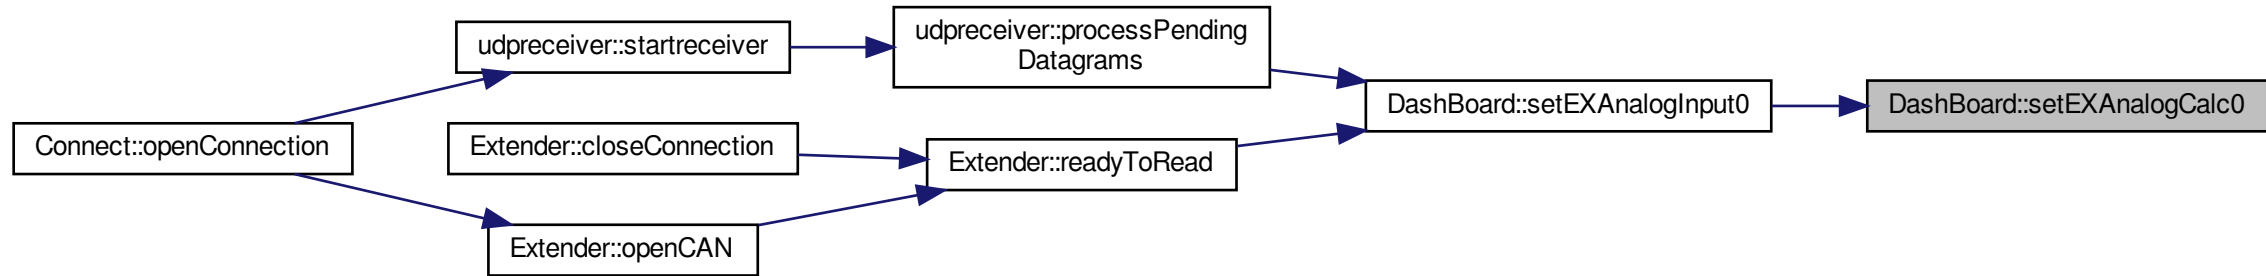 udpreceiver::startreceiver
udpreceiver::processPending
Datagrams
DashBoard::setEXAnalogInput0
DashBoard::setEXAnalogCalc0
Connect::openConnection
Extender::closeConnection
Extender::readyToRead
Extender::openCAN